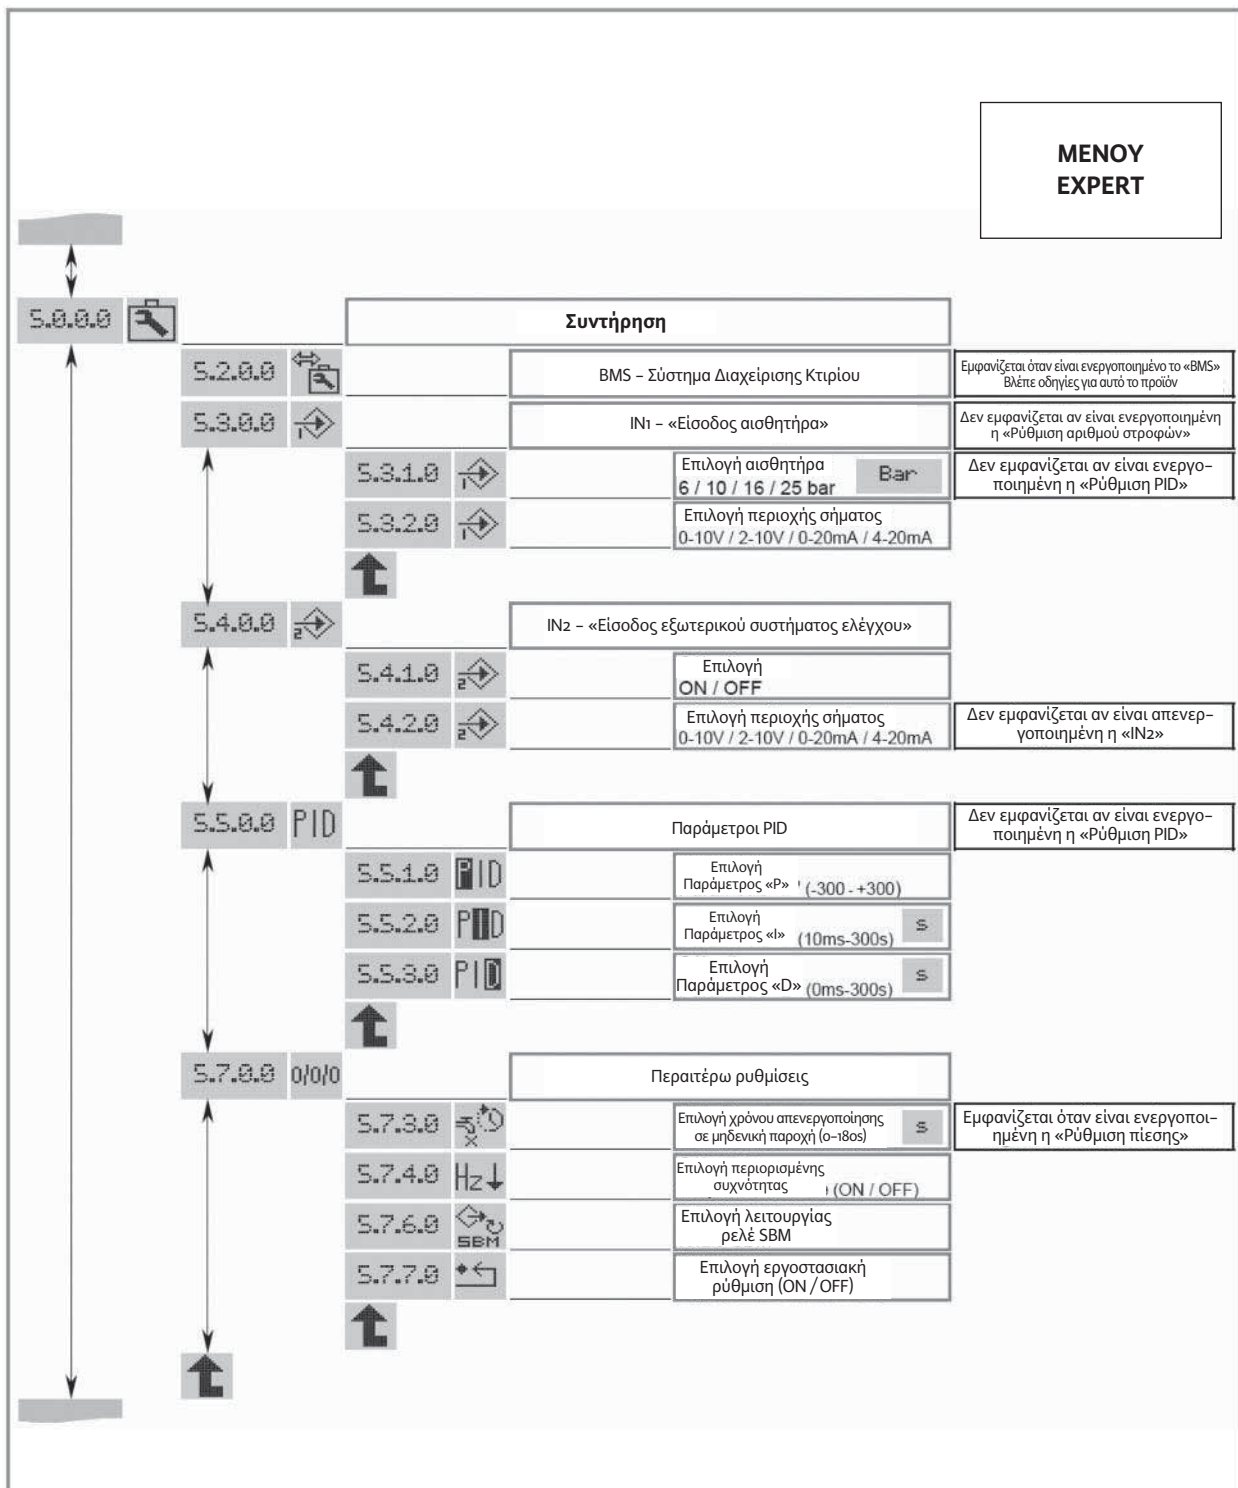 ΜΕΝΟΥ
EXPERT
5.0.0.0
Συντήρηση
5.2.0.0
BMS – Σύστημα Διαχείρισης Κτιρίου
Εμφανίζεται όταν είναι ενεργοποιημένο το «BMS»
Βλέπε οδηγίες για αυτό το προϊόν
5.3.0.0
1
IN1 – «Είσοδος αισθητήρα»
Δεν εμφανίζεται αν είναι ενεργοποιημένη
η «Ρύθμιση αριθμού στροφών»
5.3.1.0
1
Επιλογή αισθητήρα
6 / 10 / 16 / 25 bar
Bar
Δεν εμφανίζεται αν είναι ενεργο-
ποιημένη η «Ρύθμιση PID»
5.3.2.0
1
Επιλογή περιοχής σήματος
0-10V / 2-10V / 0-20mA / 4-20mA
5.4.0.0
2
IN2 – «Είσοδος εξωτερικού συστήματος ελέγχου»
5.4.1.0
2
Επιλογή
ON / OFF
5.4.2.0
2
Επιλογή περιοχής σήματος
0-10V / 2-10V / 0-20mA / 4-20mA
Δεν εμφανίζεται αν είναι απενερ-
γοποιημένη η «IN2»
5.5.0.0
PID
Παράμετροι PID
Δεν εμφανίζεται αν είναι ενεργο-
ποιημένη η «Ρύθμιση PID»
5.5.1.0
PID
Επιλογή
Παράμετρος «P» (-300 - +300)
5.5.2.0
PID
Επιλογή
Παράμετρος «I» (10ms-300s)
s
5.5.3.0
PID
Επιλογή
Παράμετρος «D» (0ms-300s)
s
5.7.0.0
0/0/0
Περαιτέρω ρυθμίσεις
5.7.3.0
X
Επιλογή χρόνου απενεργοποίησης
σε μηδενική παροχή (0–180s)
s
Εμφανίζεται όταν είναι ενεργοποι-
ημένη η «Ρύθμιση πίεσης»
5.7.4.0
Hz
Επιλογή περιορισμένης
συχνότητας (ON / OFF)
5.7.6.0
SBM
Επιλογή λειτουργίας
ρελέ SBM
5.7.7.0
Επιλογή εργοστασιακή
ρύθμιση (ON / OFF)